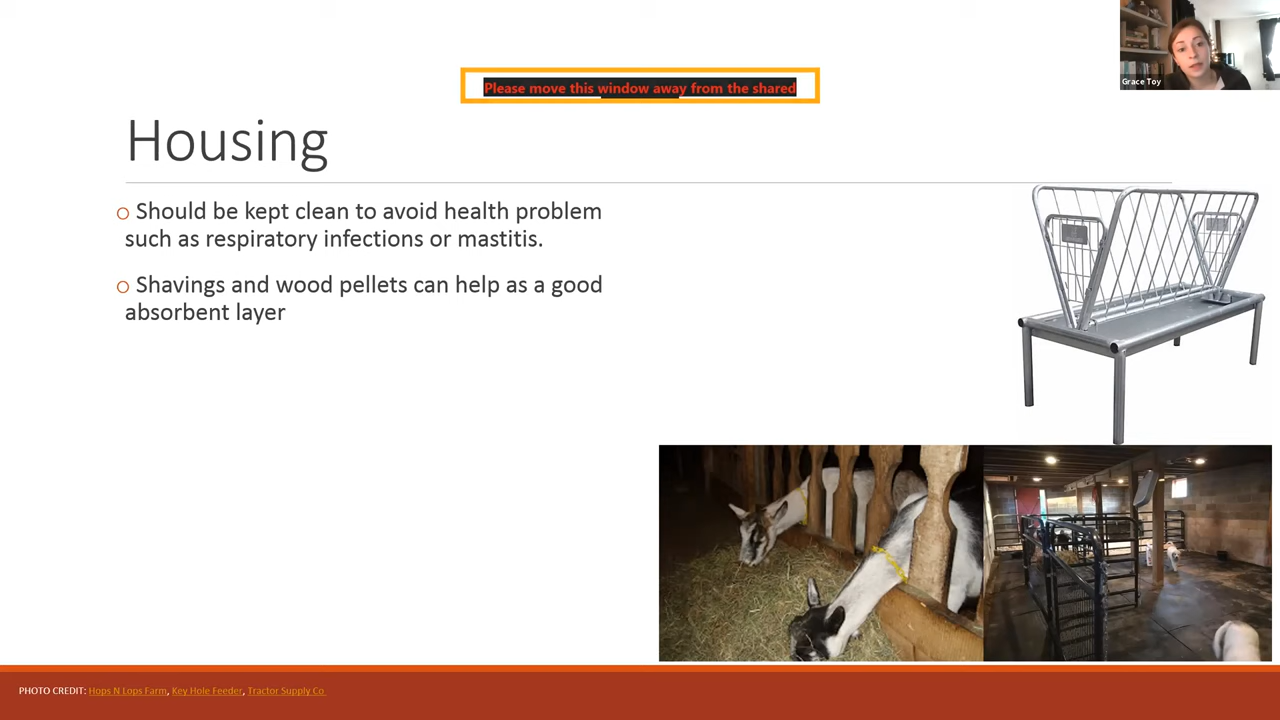 Grace Toy
Please move this window away from the shared
Housing
o Should be kept clean to avoid health problem
such as respiratory infections or mastitis.
o Shavings and wood pellets can help as a good
absorbent layer
PHOTO CREDIT: Hops N Lops Farm, Key Hole Feeder, Tractor Supply Co.